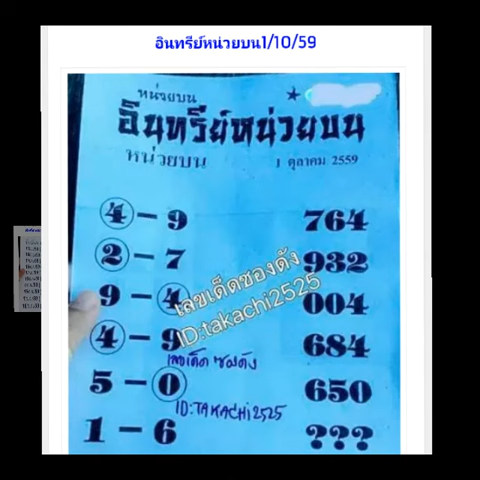 อินทรีย์หน่วยบน1/10/59
หน่วยบน
อินทรีย์หน่วยบน
หน่วยบน 1 ตุลาคม 2559
4 – 9 764
2 – 7 932
9 – 4 004
4 – 9 684
5 – 0 650
1 – 6 ???
เลขเด็ดซองดัง
ID:takachi2525
เลขเด็ด ซองดัง
ID:TAKACHI2525